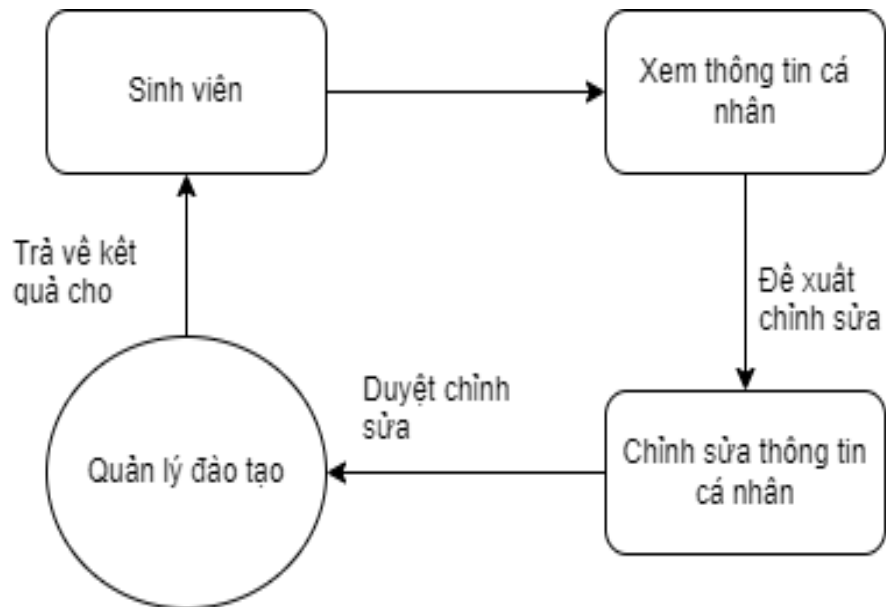 Sinh viên
Xem thông tin cá
nhân
Trả về kết
quả cho
Đề xuất
chỉnh sửa
Duyệt chỉnh
sửa
Quản lý đào tạo
Chỉnh sửa thông tin
cá nhân